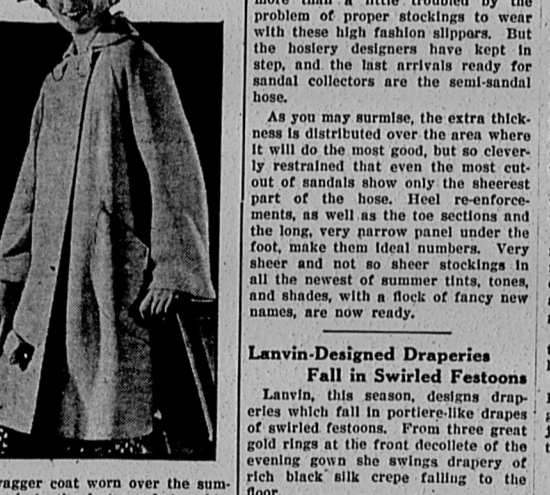 more than a little troubled by the
problem of proper stockings to wear
with these high fashion slippers. But
the hosiery designers have kept in
step, and the last arrivals ready for
sandal collectors are the semi-sandal
hose.
As you may surmise, the extra thick-
ness is distributed over the area where
it will do the most good, but so clever-
ly restrained that even the most cut-
out of sandals show only the sheerest
part of the hose. Heel re-enforce-
ments, as well as the toe sections and
the long, very narrow panel under the
foot, make them ideal numbers. Very
sheer and not so sheer stockings in
all the newest of summer tints, tones,
and shades, with a flock of fancy new
names, are now ready.
Lanvin-Designed Draperies
Fall in Swirled Festoons
Lanvin, this season, designs drap-
eries which fall in portiere-like drapes
of swirled festoons. From three great
gold rings at the front decollete of the
evening gown she swings drapery of
rich black silk crepe falling to the
floor.
vagger coat worn over the sum-